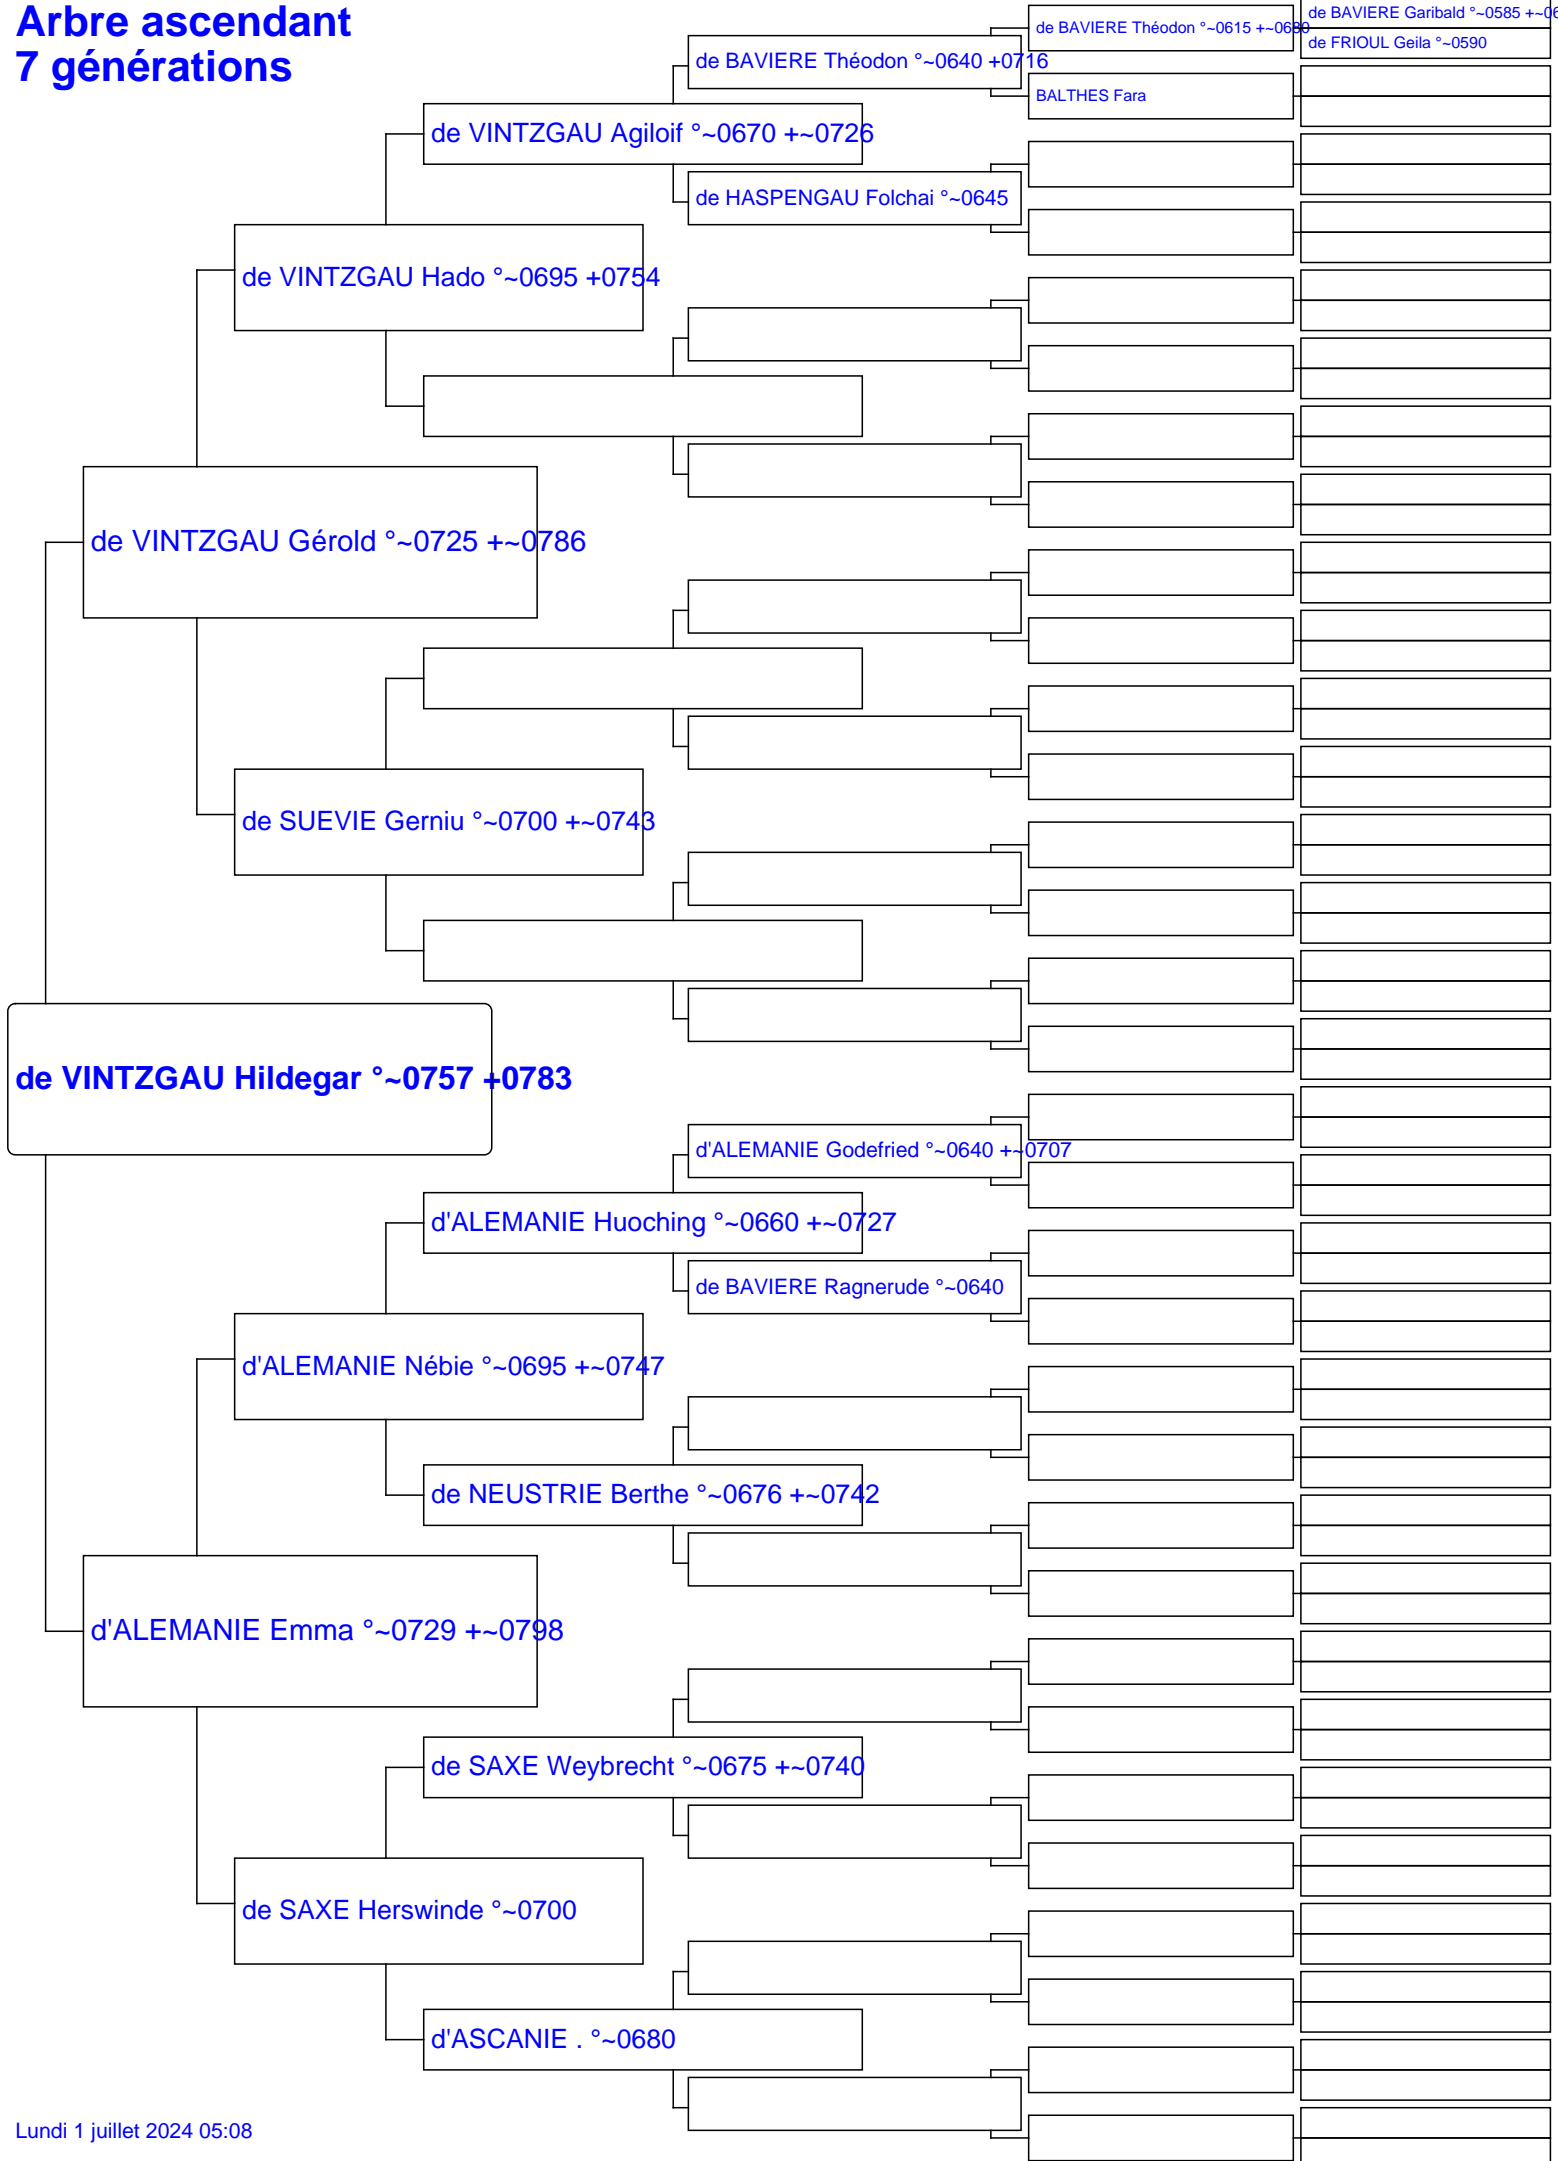 Arbre ascendant
7 générations
de BAVIERE Garibald °~0585 +~06
de BAVIERE Théodon °~0615 +~0680
de FRIOUL Geila °~0590
de BAVIERE Théodon °~0640 +0716
BALTHES Fara
de VINTZGAU Agiloif °~0670 +~0726
de HASPENGAU Folchai °~0645
de VINTZGAU Hado °~0695 +0754
de VINTZGAU Gérold °~0725 +~0786
de SUEVIE Gerniu °~0700 +~0743
de VINTZGAU Hildegar °~0757 +0783
d'ALEMANIE Godefried °~0640 +~0707
d'ALEMANIE Huoching °~0660 +~0727
de BAVIERE Ragnerude °~0640
d'ALEMANIE Nébie °~0695 +~0747
de NEUSTRIE Berthe °~0676 +~0742
d'ALEMANIE Emma °~0729 +~0798
de SAXE Weybrecht °~0675 +~0740
de SAXE Herswinde °~0700
d'ASCANIE . °~0680
Lundi 1 juillet 2024 05:08